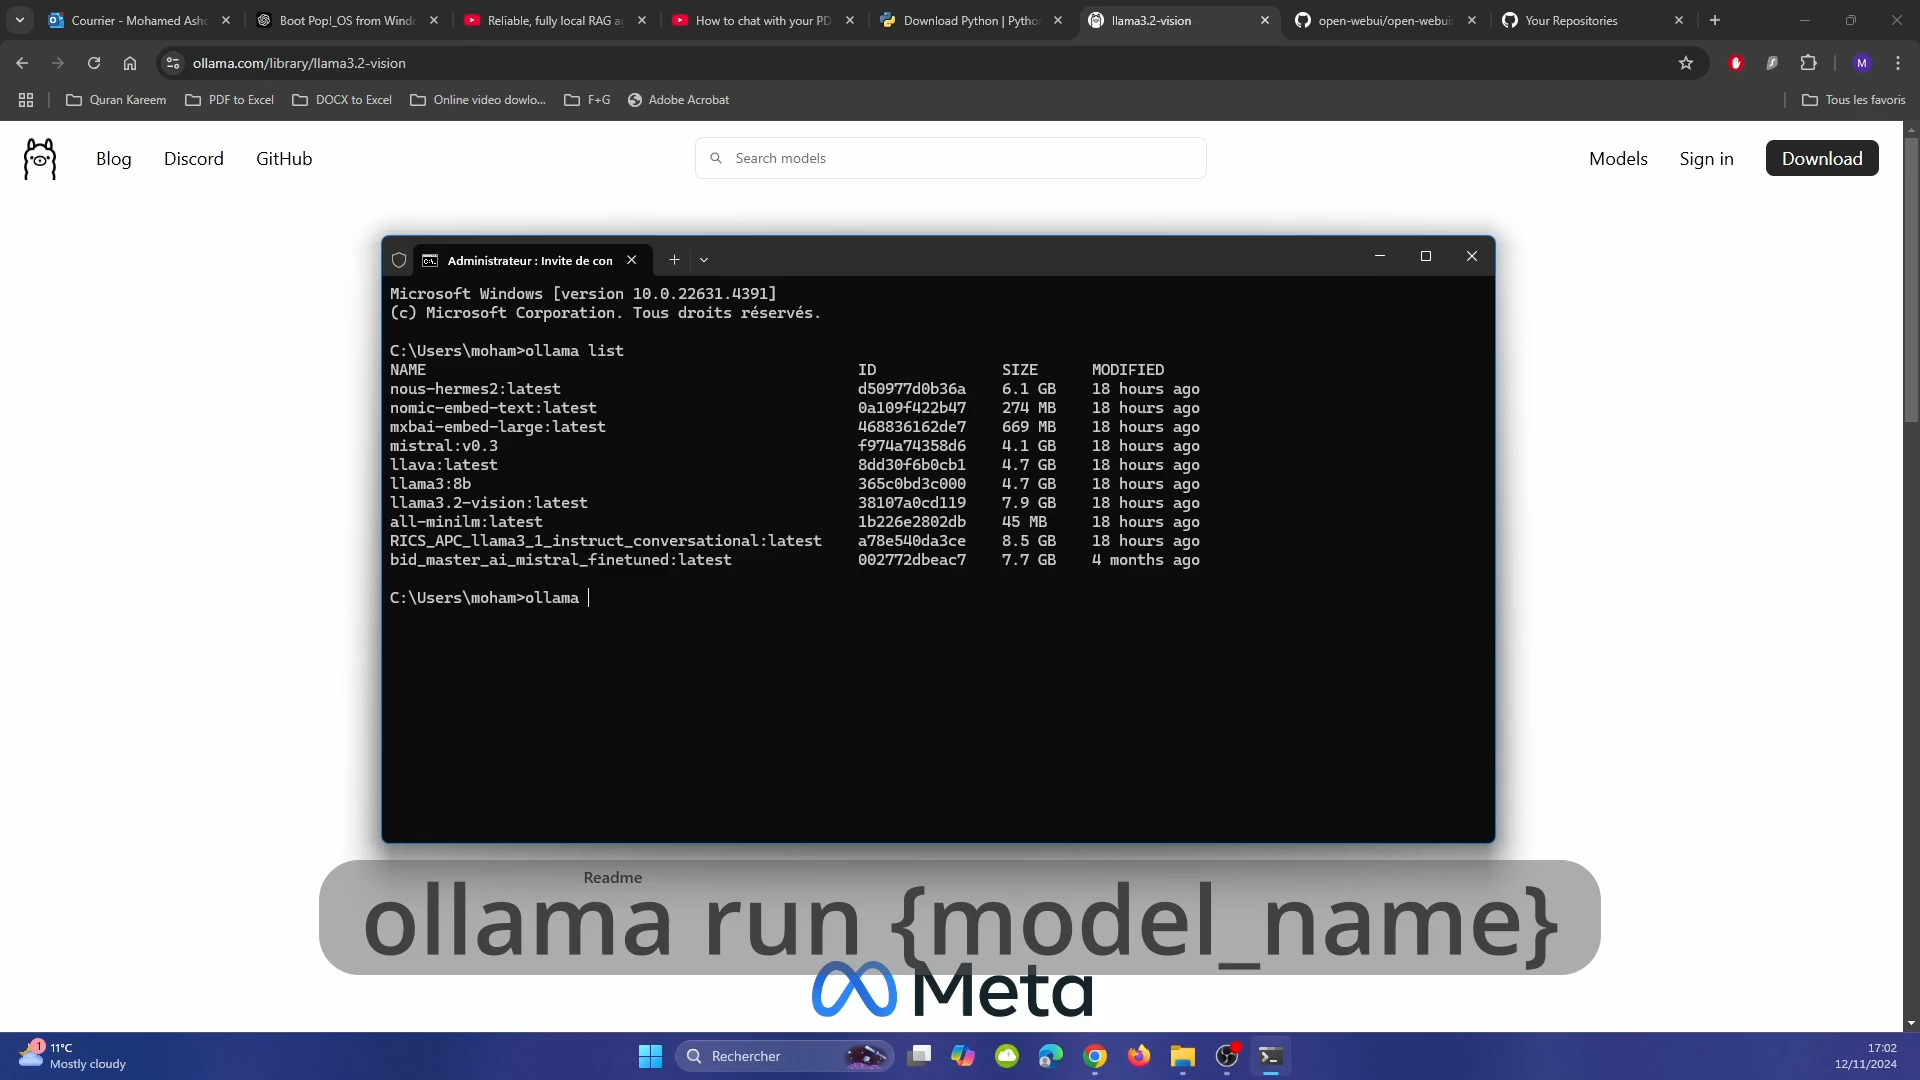 Courrier - Mohamed Ashc
Boot Pop!_OS from Wind
Reliable, fully local RAG ag
How to chat with your PD
Download Python | Pytho
llama3.2-vision
open-webui/open-webui:
Your Repositories
ollama.com/library/llama3.2-vision
M
Quran Kareem
PDF to Excel
DOCX to Excel
Online video dowlo...
F+G
Adobe Acrobat
Tous les favoris
Blog
Discord
GitHub
Search models
Models
Sign in
Download
Administrateur : Invite de con
Microsoft Windows [version 10.0.22631.4391]
(c) Microsoft Corporation. Tous droits réservés.
C:\Users\moham>ollama list
NAME ID SIZE MODIFIED
nous-hermes2:latest d50977d0b36a 6.1 GB 18 hours ago
nomic-embed-text:latest 0a109f422b47 274 MB 18 hours ago
mxbai-embed-large:latest 468836162de7 669 MB 18 hours ago
mistral:v0.3 f974a74358d6 4.1 GB 18 hours ago
llava:latest 8dd30f6b0cb1 4.7 GB 18 hours ago
llama3:8b 365c0bd3c000 4.7 GB 18 hours ago
llama3.2-vision:latest 38107a0cd119 7.9 GB 18 hours ago
all-minilm:latest 1b226e2802db 45 MB 18 hours ago
RICS_APC_llama3_1_instruct_conversational:latest a78e540da3ce 8.5 GB 18 hours ago
bid_master_ai_mistral_finetuned:latest 002772dbeac7 7.7 GB 4 months ago
C:\Users\moham>ollama
Readme
ollama run {model_name}
Meta
1
11°C
Mostly cloudy
Rechercher
17:02
12/11/2024